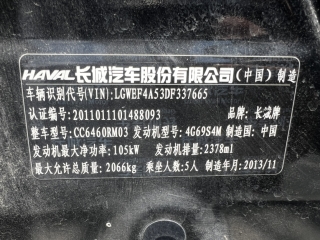 HAVAL 长城汽车股份有限公司(中国) 制造
车辆识别代号(VIN): LGWEF4A53DF337665
认证编号: 2011011101488093 品牌: 长城牌
整车型号: CC6460RM03 发动机型号: 4G69S4M 制造国: 中国
发动机最大净功率: 105kW 发动机排量: 2378ml
最大允许总质量: 2066kg 乘坐人数: 5人 制造年月: 2013/11